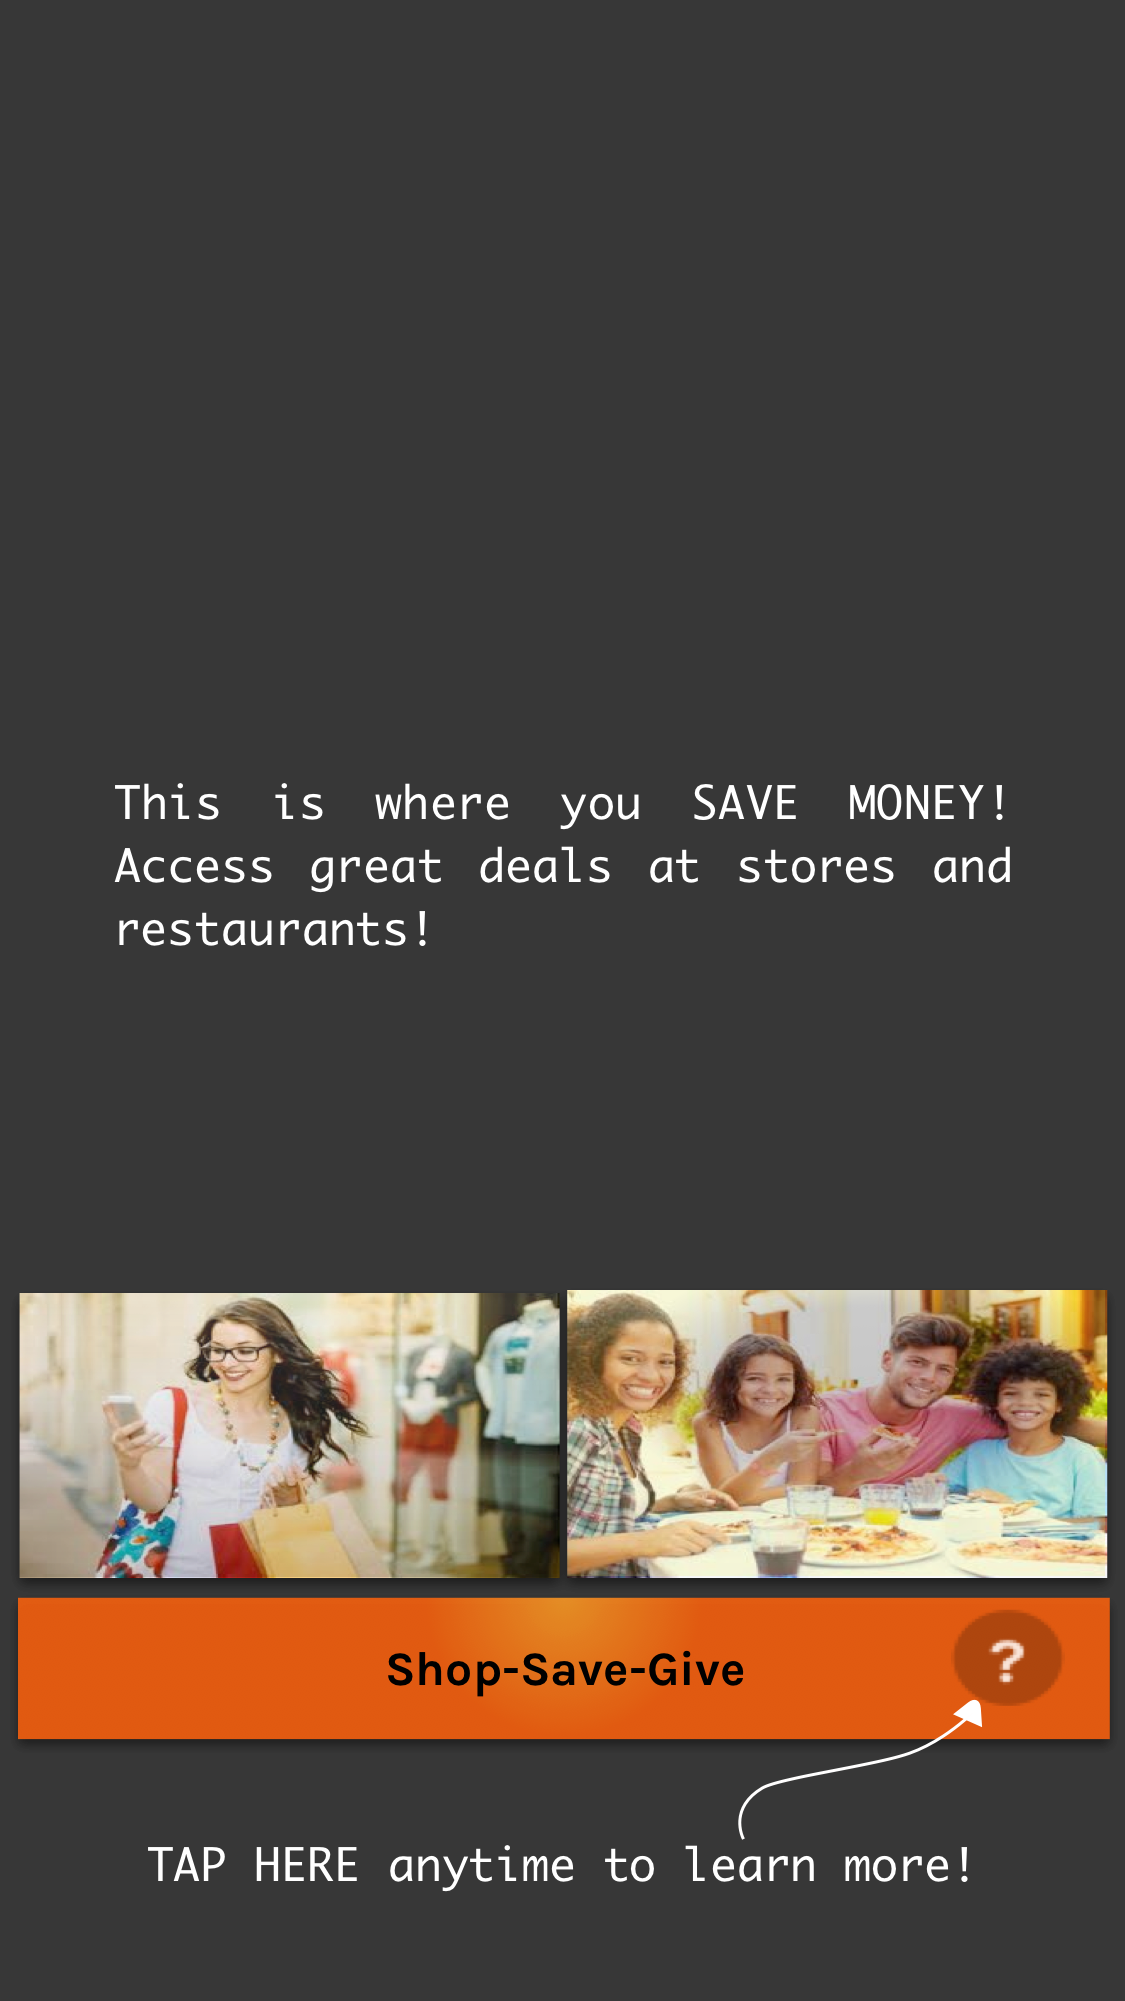 This is where you SAVE MONEY!
Access great deals at stores and
restaurants!
Shop-Save-Give
?
TAP HERE anytime to learn more!